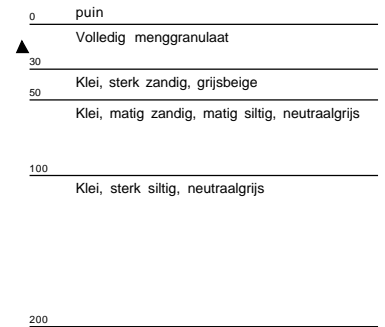 0 puin
Volledig menggranulaat
30
Klei, sterk zandig, grijsbeige
50
Klei, matig zandig, matig siltig, neutraalgrijs
100
Klei, sterk siltig, neutraalgrijs
200